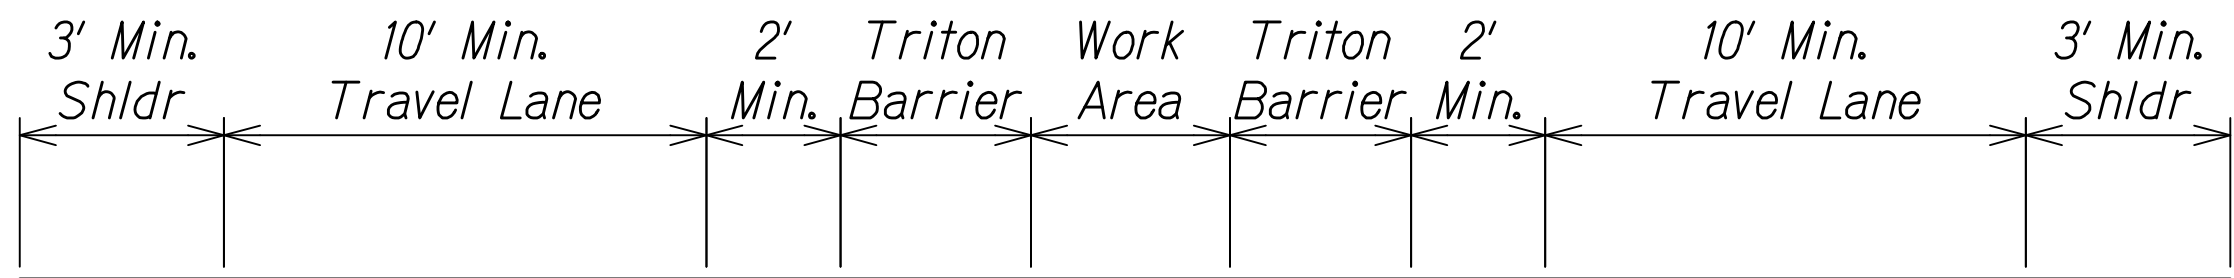 3' Min. 10' Min. 2' Triton Work Triton 2' 10' Min. 3' Min.
Shldr Travel Lane Min. Barrier Area Barrier Min. Travel Lane Shldr